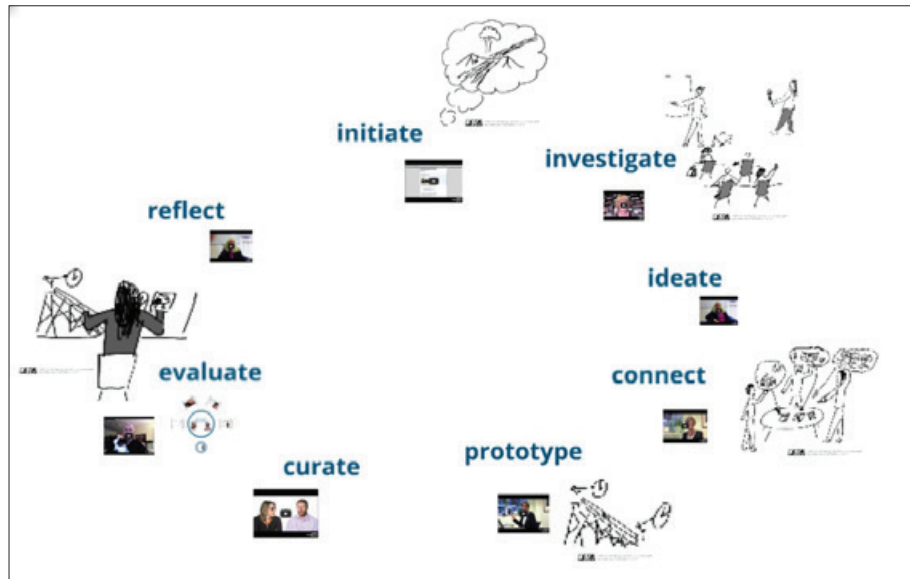 initiate
investigate
reflect
ideate
evaluate
connect
prototype
curate